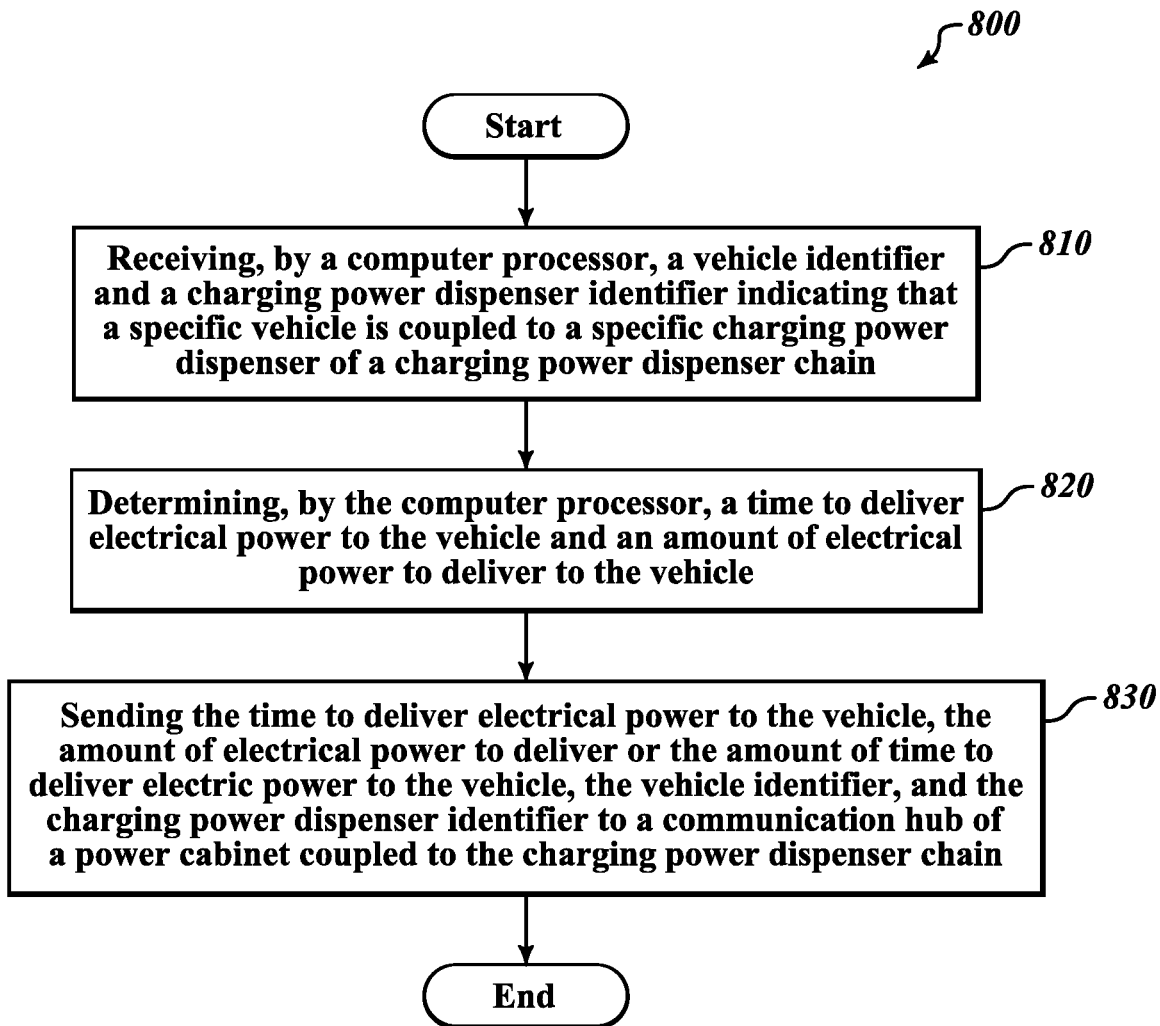 800
Start
Receiving, by a computer processor, a vehicle identifier
and a charging power dispenser identifier indicating that
a specific vehicle is coupled to a specific charging power
dispenser of a charging power dispenser chain
810
Determining, by the computer processor, a time to deliver
electrical power to the vehicle and an amount of electrical
power to deliver to the vehicle
820
Sending the time to deliver electrical power to the vehicle, the
amount of electrical power to deliver or the amount of time to
deliver electric power to the vehicle, the vehicle identifier, and the
charging power dispenser identifier to a communication hub of
a power cabinet coupled to the charging power dispenser chain
830
End